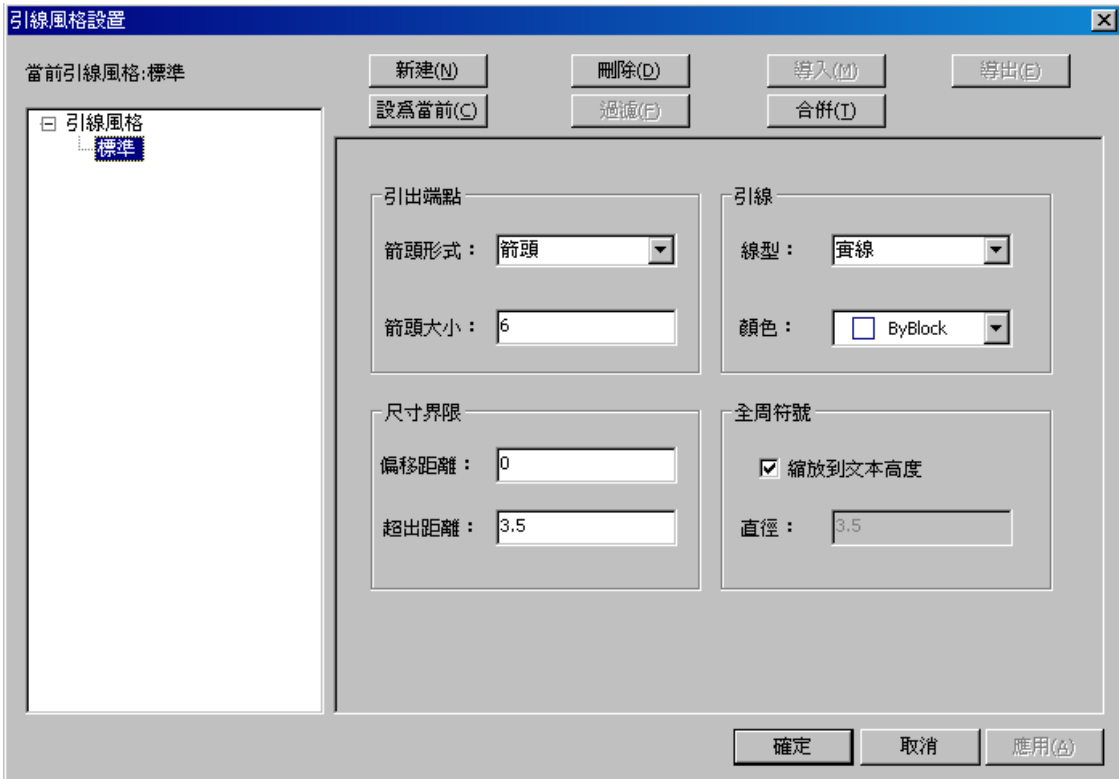 引線風格設置
當前引線風格:標準
新建(N)
刪除(D)
導入(M)
導出(E)
設爲當前(C)
過濾(F)
合併(T)
引線風格
標準
引出端點
箭頭形式：
箭頭
箭頭大小：
6
引線
線型：
實線
顏色：
ByBlock
尺寸界限
偏移距離：
0
超出距離：
3.5
全周符號
縮放到文本高度
直徑：
3.5
確定
取消
應用(A)